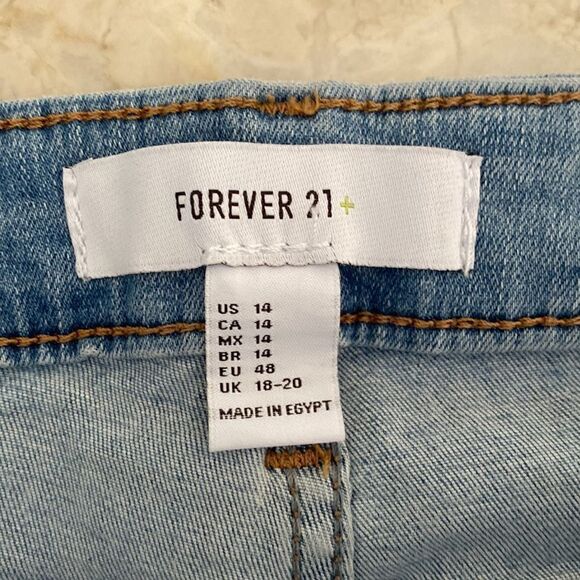 FOREVER 21+
US 14
CA 14
MX 14
BR 14
EU 48
UK 18-20
MADE IN EGYPT